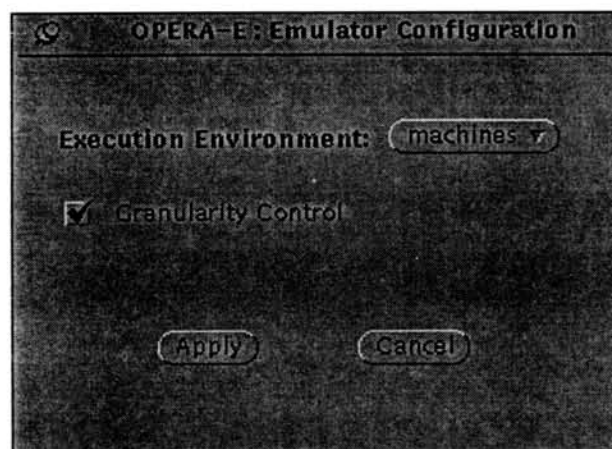 OPERA-E : Emulator Configuration
Execution Environment: machines
Granularity Control
Apply Cancel